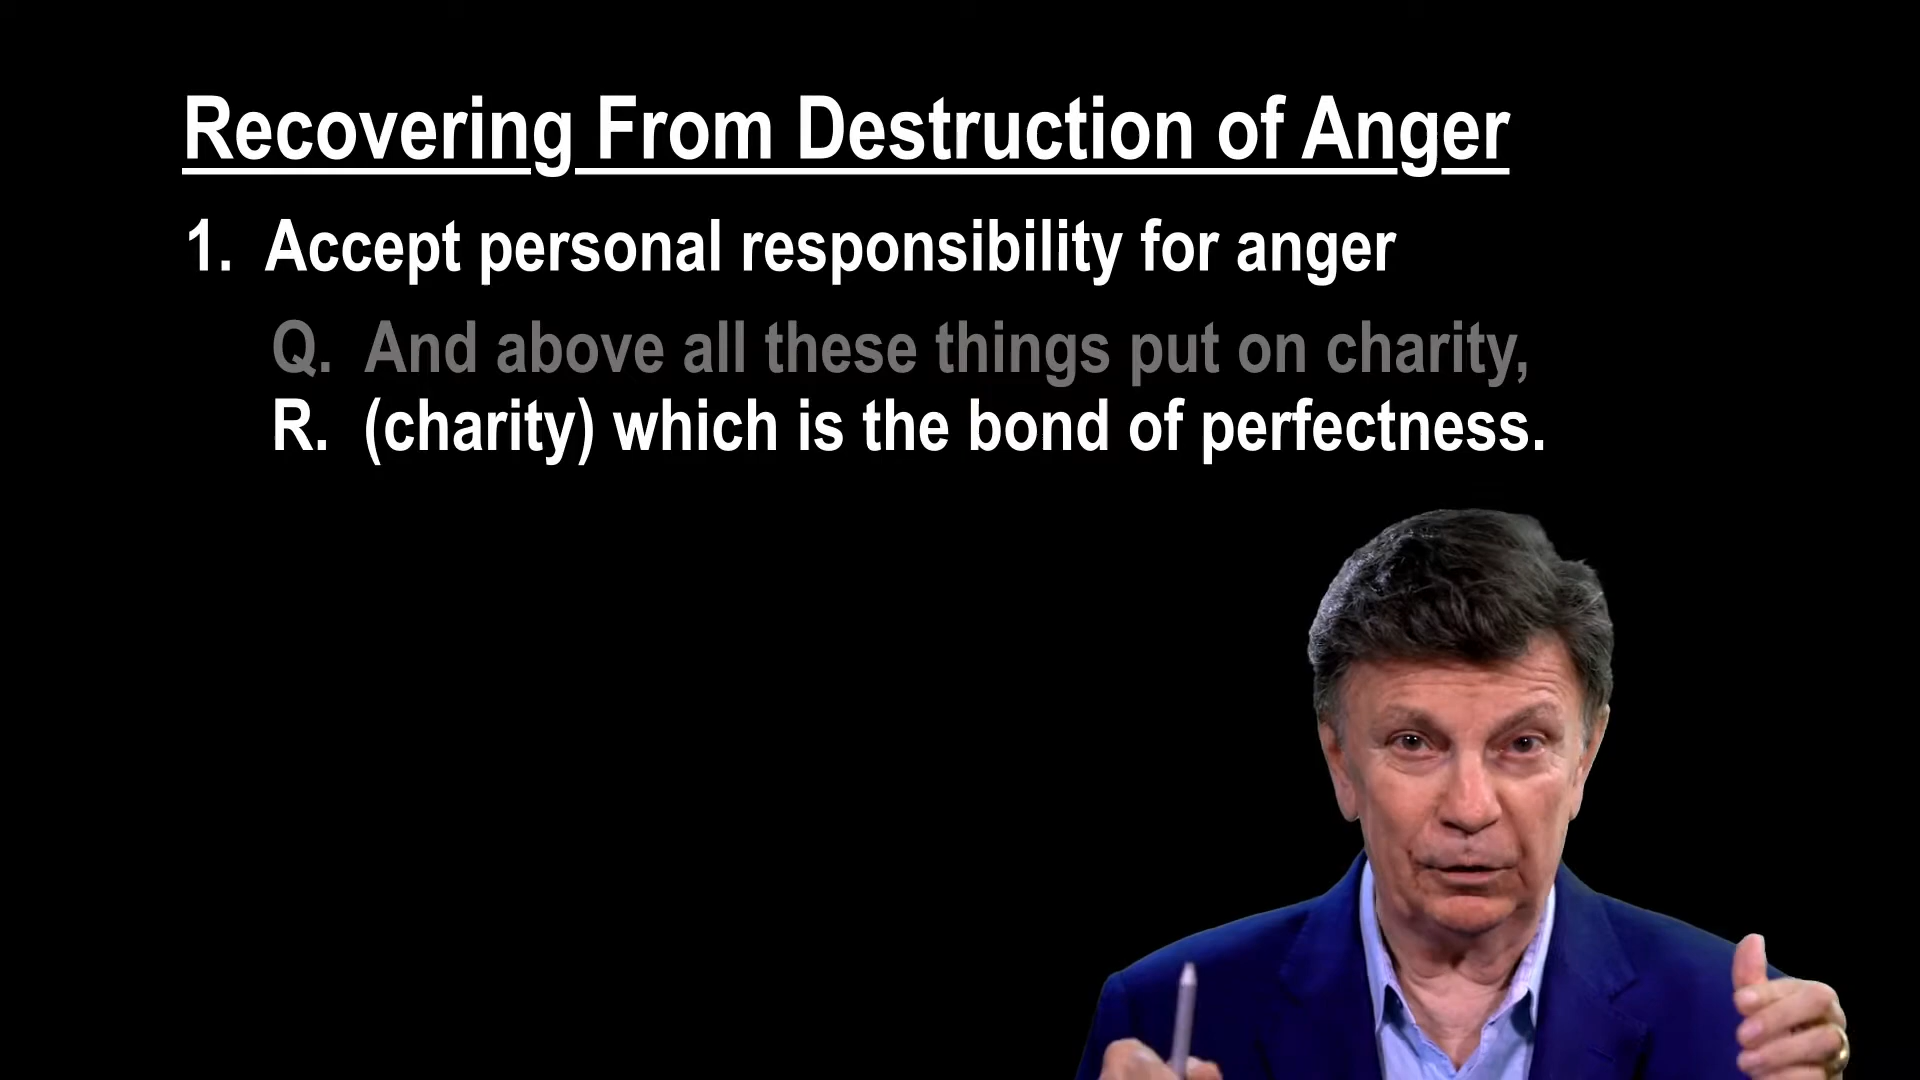 Recovering From Destruction of Anger
1. Accept personal responsibility for anger
Q. And above all these things put on charity,
R. (charity) which is the bond of perfectness.